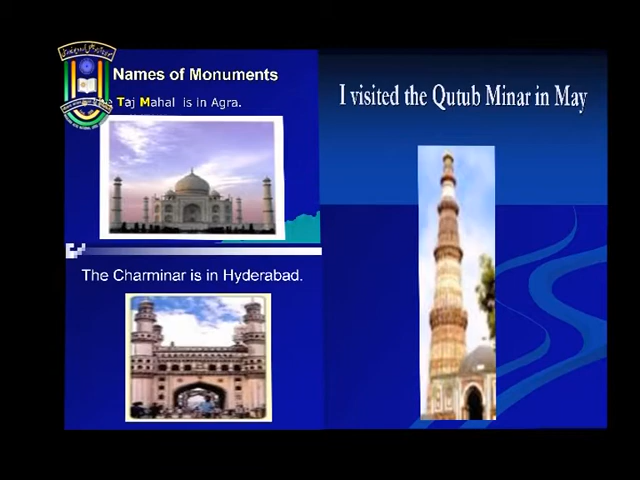 Names of Monuments
Taj Mahal is in Agra.
The Charminar is in Hyderabad.
I visited the Qutub Minar in May